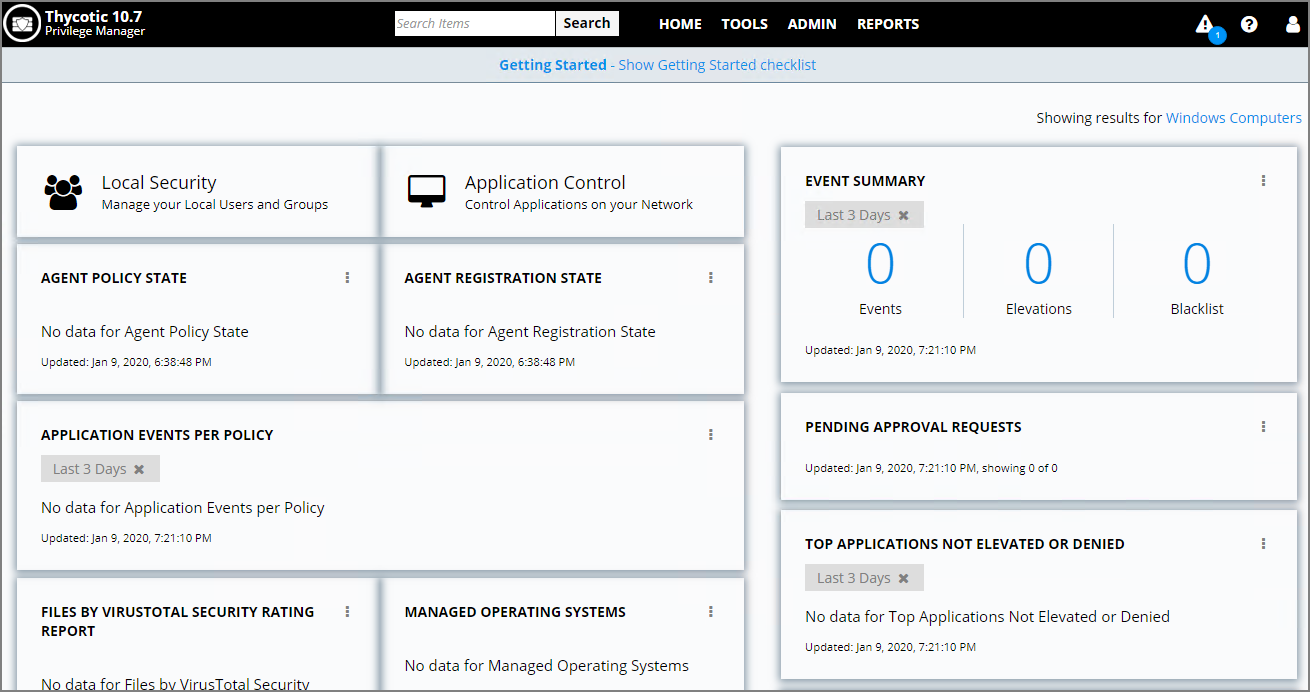 Thycotic 10.7
Privilege Manager
Search Items
Search
HOME
TOOLS
ADMIN
REPORTS
1
Getting Started - Show Getting Started checklist
Showing results for Windows Computers
Local Security
Manage your Local Users and Groups
Application Control
Control Applications on your Network
AGENT POLICY STATE
No data for Agent Policy State
Updated: Jan 9, 2020, 6:38:48 PM
AGENT REGISTRATION STATE
No data for Agent Registration State
Updated: Jan 9, 2020, 6:38:48 PM
APPLICATION EVENTS PER POLICY
Last 3 Days
No data for Application Events per Policy
Updated: Jan 9, 2020, 7:21:10 PM
FILES BY VIRUSTOTAL SECURITY RATING
REPORT
No data for Files by VirusTotal Security
MANAGED OPERATING SYSTEMS
No data for Managed Operating Systems
EVENT SUMMARY
Last 3 Days
0
Events
0
Elevations
0
Blacklist
Updated: Jan 9, 2020, 7:21:10 PM
PENDING APPROVAL REQUESTS
Updated: Jan 9, 2020, 7:21:10 PM, showing 0 of 0
TOP APPLICATIONS NOT ELEVATED OR DENIED
Last 3 Days
No data for Top Applications Not Elevated or Denied
Updated: Jan 9, 2020, 7:21:10 PM